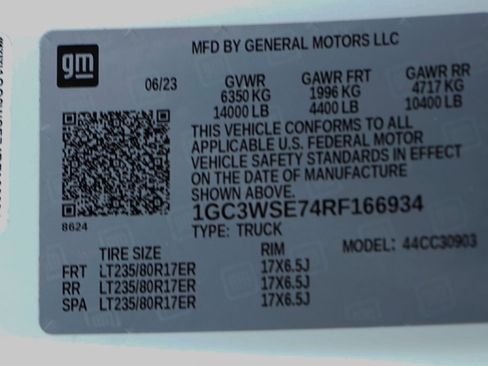 gm
MFD BY GENERAL MOTORS LLC
06/23 GVWR GAWR FRT GAWR RR
6350 KG 1996 KG 4717 KG
14000 LB 4400 LB 10400 LB
THIS VEHICLE CONFORMS TO ALL
APPLICABLE U.S. FEDERAL MOTOR
VEHICLE SAFETY STANDARDS IN EFFECT
ON THE DATE OF MANUFACTURE
SHOWN ABOVE.
1GC3WSE74RF166934
8624
TYPE: TRUCK
TIRE SIZE RIM MODEL: 44CC30903
FRT LT235/80R17ER 17X6.5J
RR LT235/80R17ER 17X6.5J
SPA LT235/80R17ER 17X6.5J